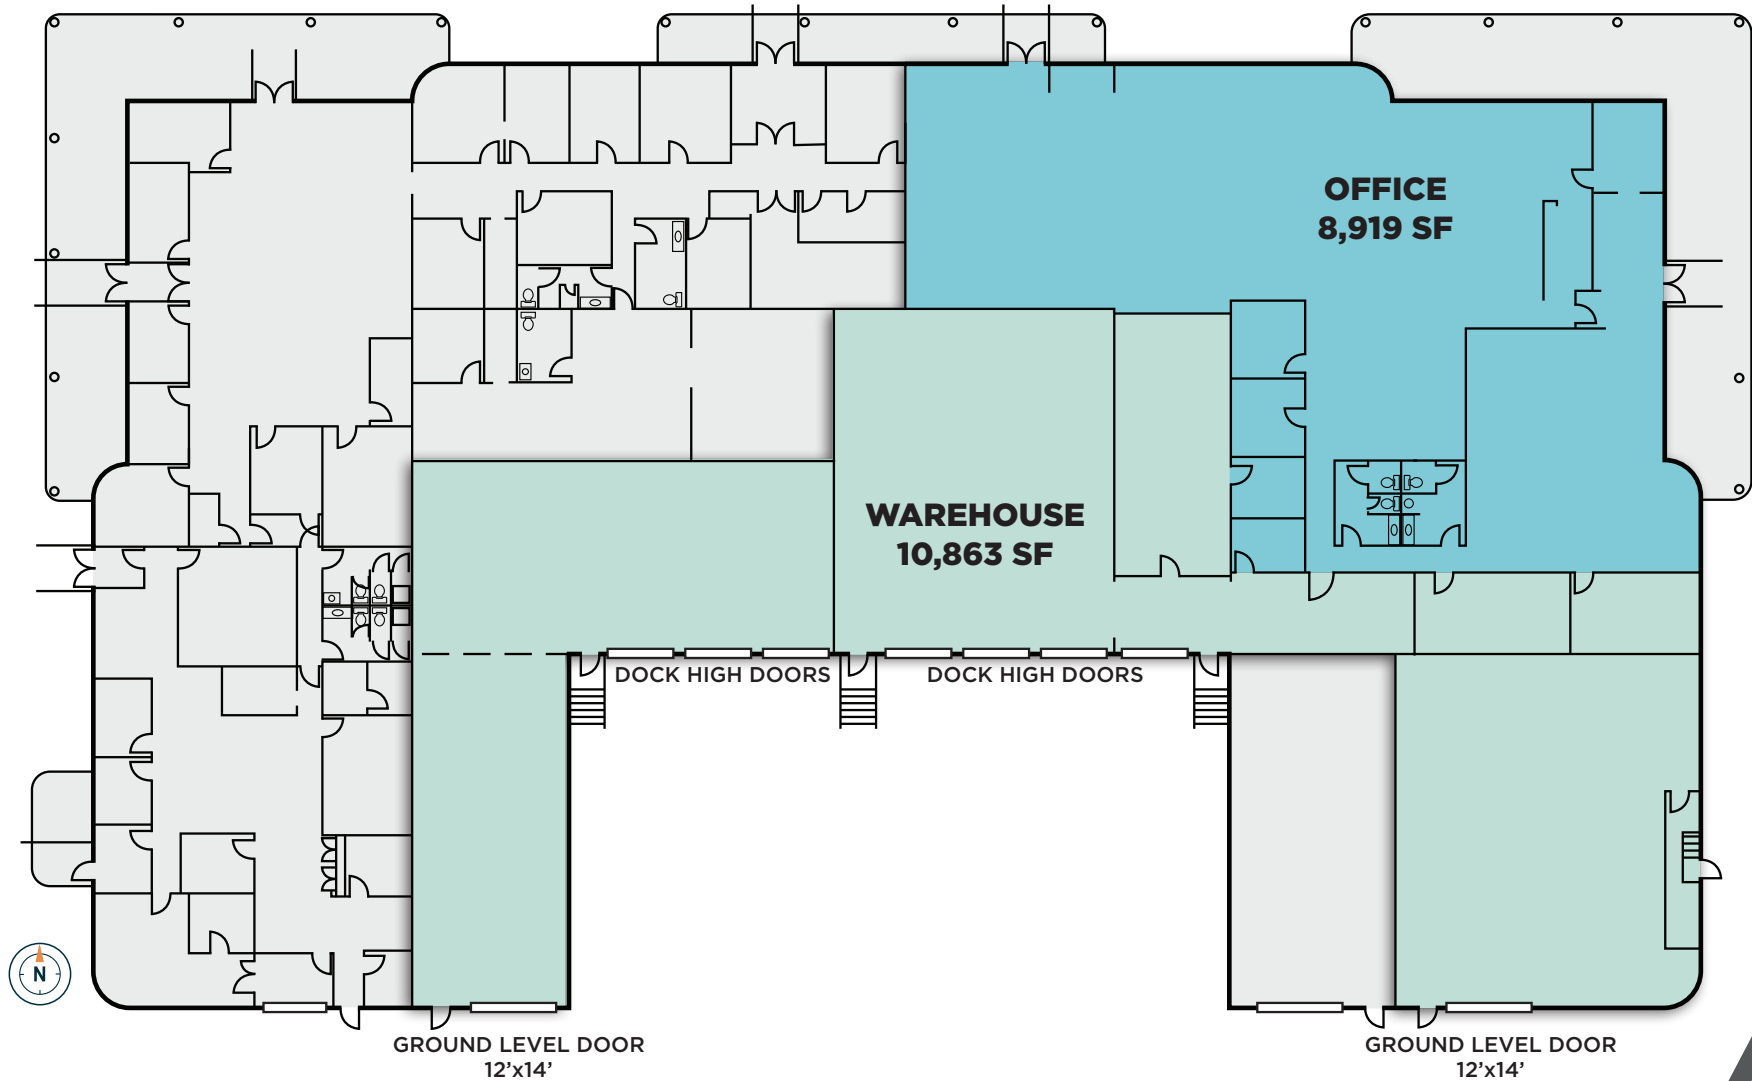 OFFICE
8,919 SF
WAREHOUSE
10,863 SF
DOCK HIGH DOORS
DOCK HIGH DOORS
N
GROUND LEVEL DOOR
12’x14’
GROUND LEVEL DOOR
12’x14’